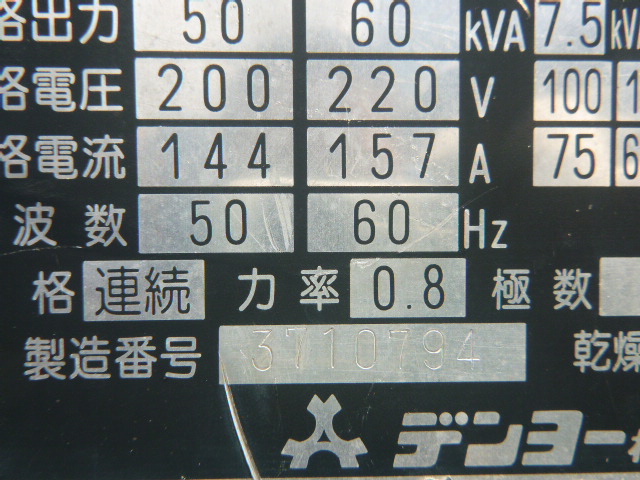 格出力 50 60 kVA 7.5 kVA
格電圧 200 220 V 100 1
格電流 144 157 A 75 6
波数 50 60 Hz
格 連続 力率 0.8 極数
製造番号 3710794 乾燥
デンヨー株